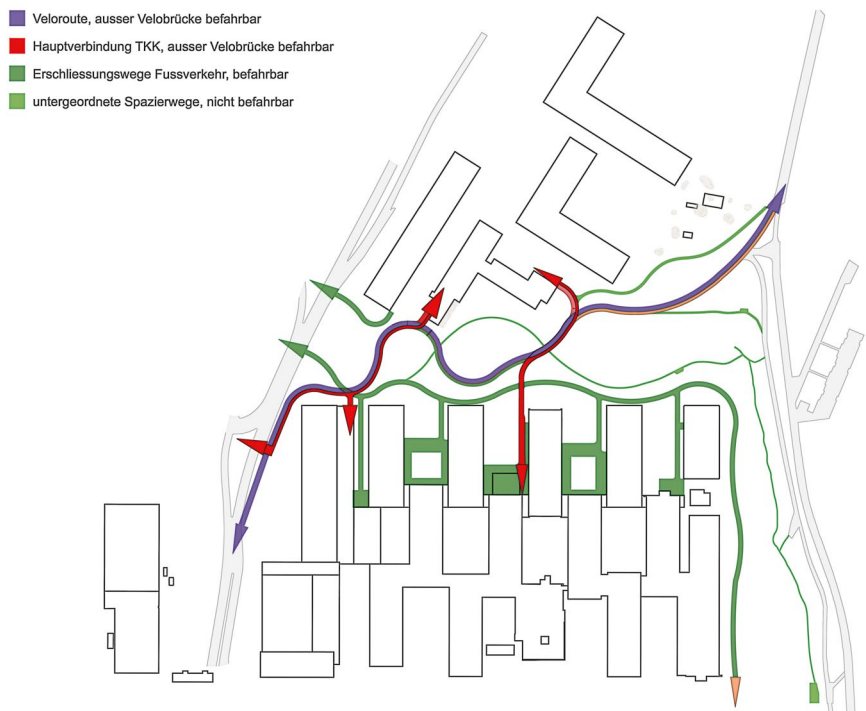 Veloroute, ausser Velobrücke befahrbar
Hauptverbindung TKK, ausser Velobrücke befahrbar
Erschliessungswege Fussverkehr, befahrbar
untergeordnete Spazierwege, nicht befahrbar